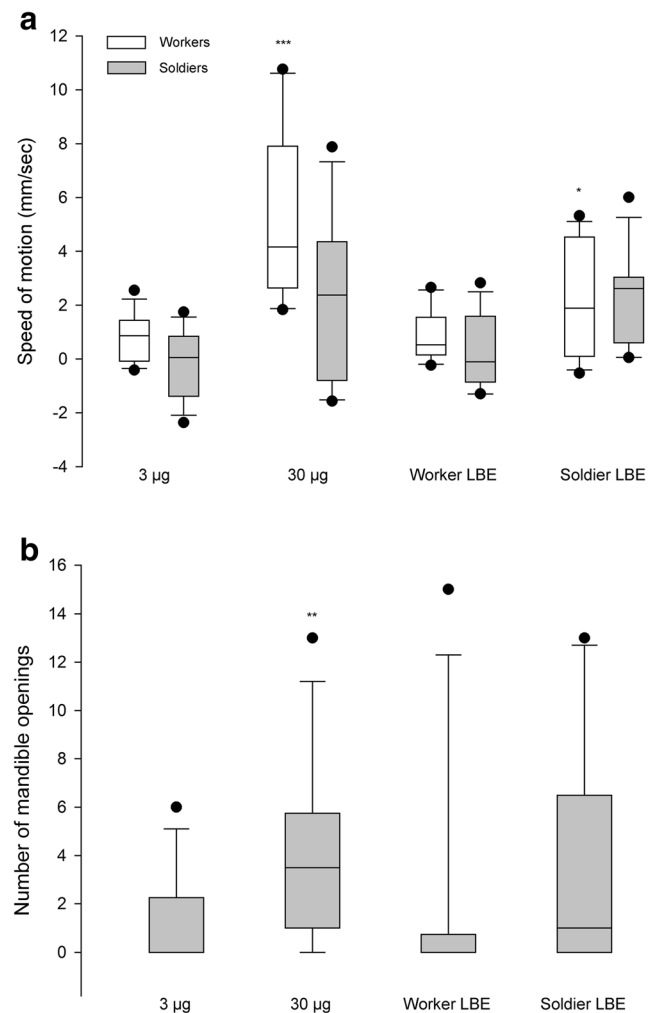 a
12
10
8
6
4
2
0
-2
-4
Speed of motion (mm/sec)
Workers
Soldiers
***
*
3 µg
30 µg
Worker LBE
Soldier LBE
b
16
14
12
10
8
6
4
2
0
Number of mandible openings
**
3 µg
30 µg
Worker LBE
Soldier LBE